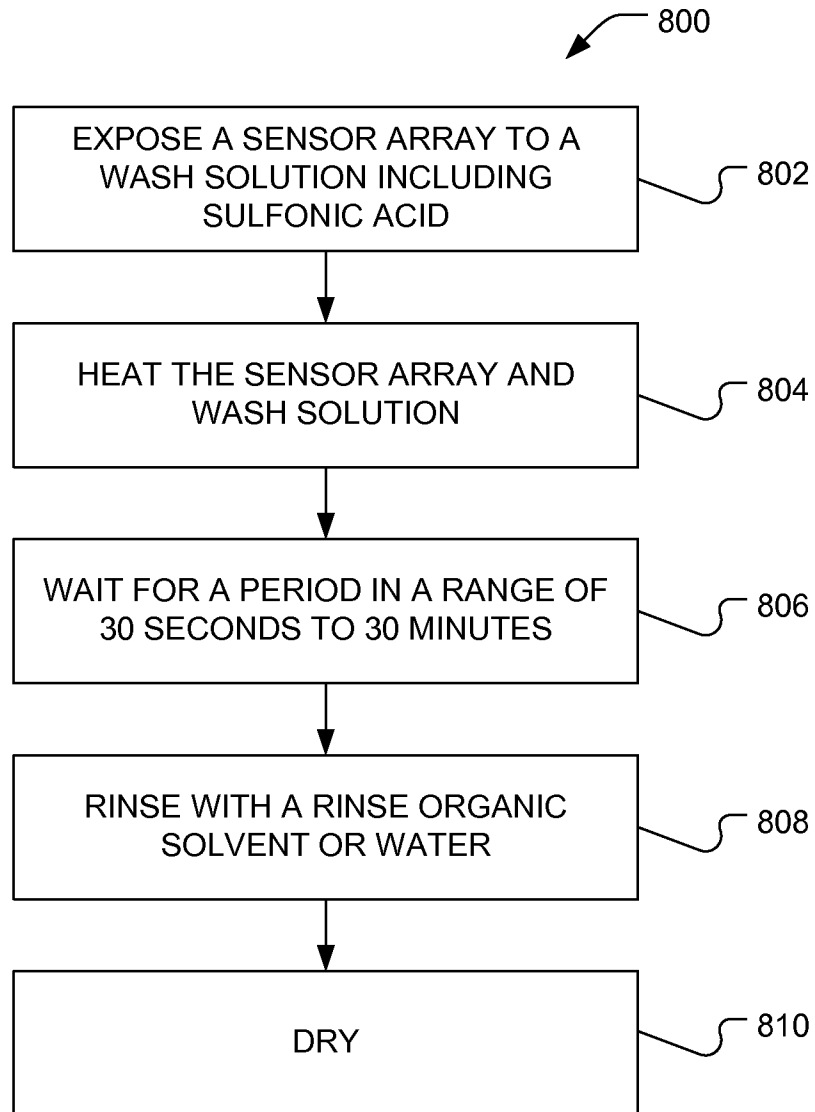 800
EXPOSE A SENSOR ARRAY TO A
WASH SOLUTION INCLUDING
SULFONIC ACID
802
HEAT THE SENSOR ARRAY AND
WASH SOLUTION
804
WAIT FOR A PERIOD IN A RANGE OF
30 SECONDS TO 30 MINUTES
806
RINSE WITH A RINSE ORGANIC
SOLVENT OR WATER
808
DRY
810